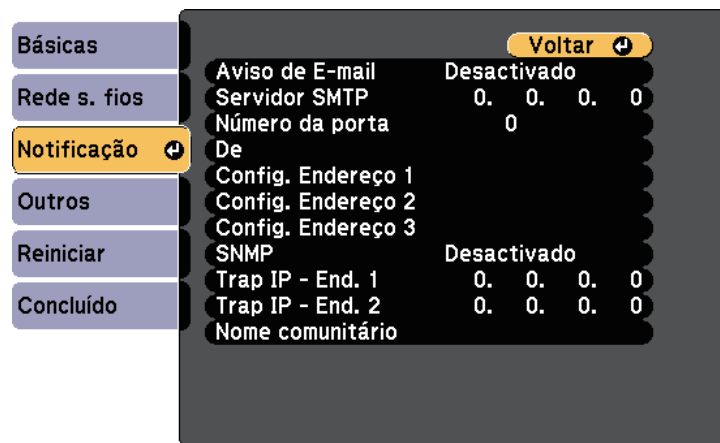 Básicas
Rede s. fios
Notificação
Outros
Reiniciar
Concluído
Voltar
Aviso de E-mail Desactivado
Servidor SMTP 0. 0. 0. 0
Número da porta 0
De
Config. Endereço 1
Config. Endereço 2
Config. Endereço 3
SNMP Desactivado
Trap IP - End. 1 0. 0. 0. 0
Trap IP - End. 2 0. 0. 0. 0
Nome comunitário